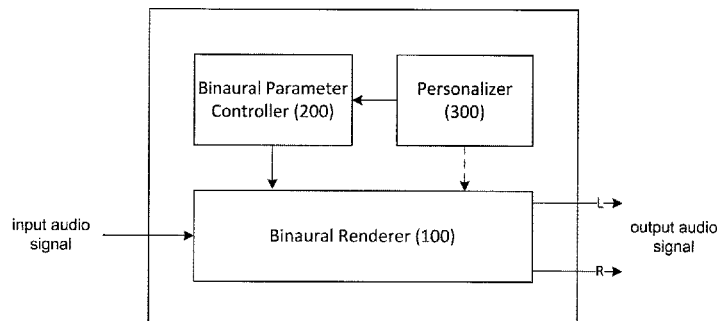 Binaural Parameter
Controller (200)
Personalizer
(300)
input audio
signal
Binaural Renderer (100)
L
R
output audio
signal